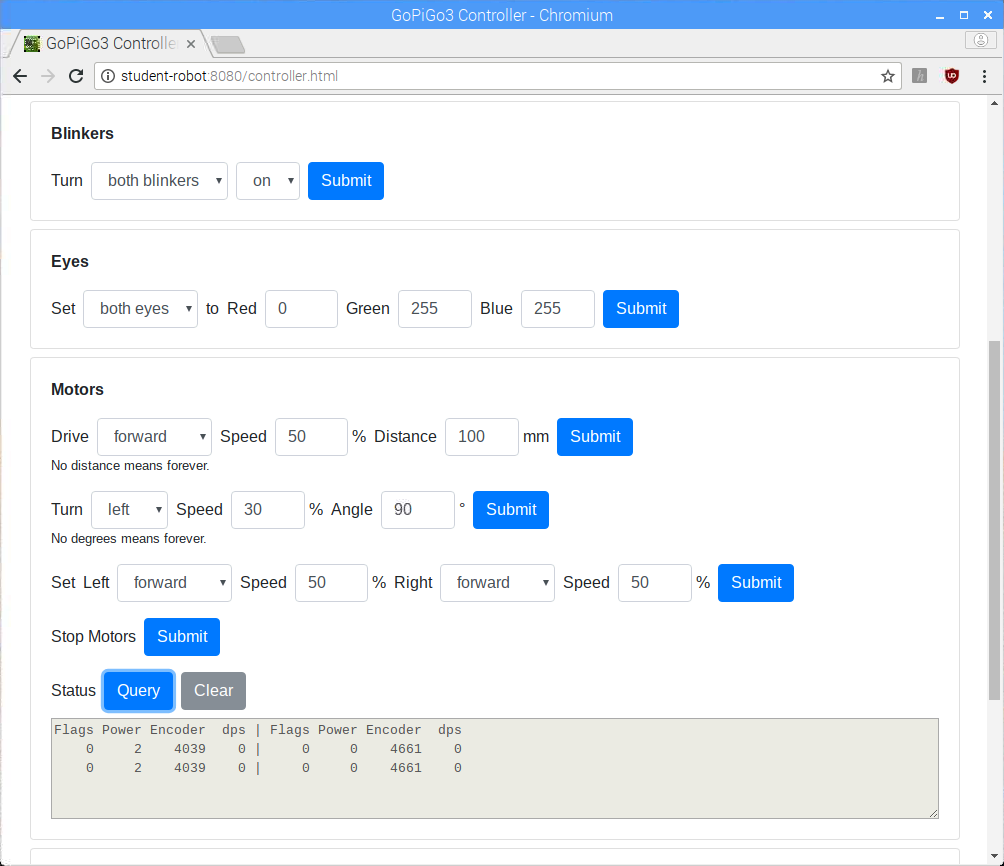 GoPiGo3 Controller - Chromium
GoPiGo3 Controlle
student-robot:8080/controller.html
Blinkers
Turn both blinkers on Submit
Eyes
Set both eyes to Red 0 Green 255 Blue 255 Submit
Motors
Drive forward Speed 50 % Distance 100 mm Submit
No distance means forever.
Turn left Speed 30 % Angle 90 ° Submit
No degrees means forever.
Set Left forward Speed 50 % Right forward Speed 50 % Submit
Stop Motors Submit
Status Query Clear
Flags Power Encoder  dps | Flags Power Encoder  dps
    0     2    4039    0 |     0     0    4661    0
    0     2    4039    0 |     0     0    4661    0